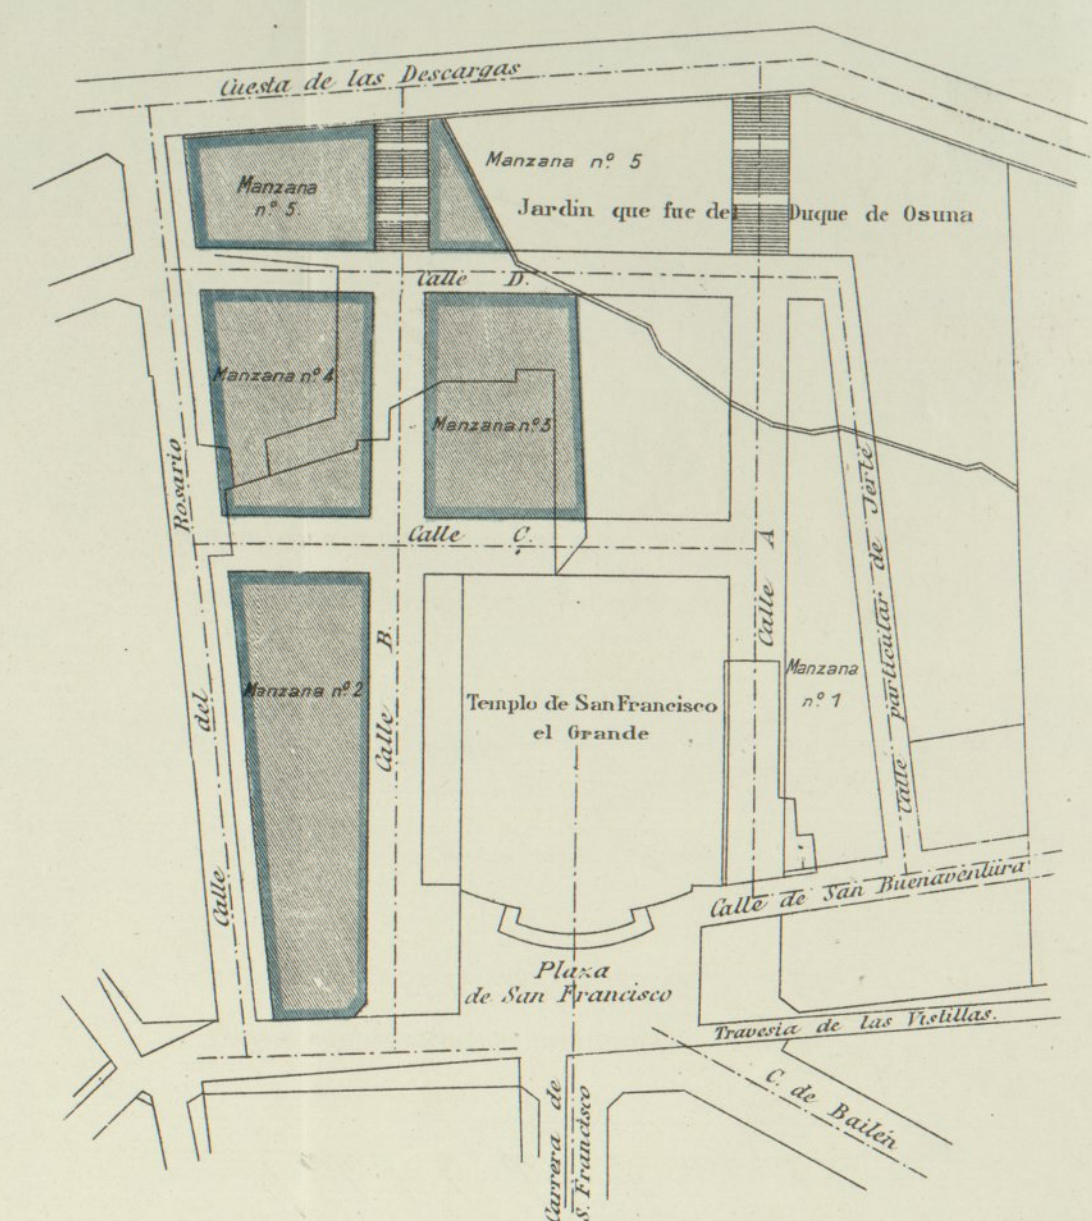 Cuesta de las Descargas
Manzana
nº 5.
Manzana nº 5
Jardin que fue del Duque de Osuna
Calle D.
Manzana nº 4
Manzana nº 3
Rosario
Calle C.
Calle A
Calle particular de Jerte
Manzana nº 2
Calle B.
Templo de San Francisco
el Grande
Manzana
nº 1
del
Calle
Calle de San Buenaventura
Plaza
de San Francisco
Travesia de las Vistillas.
C. de Bailén
Carrera de
S. Francisco